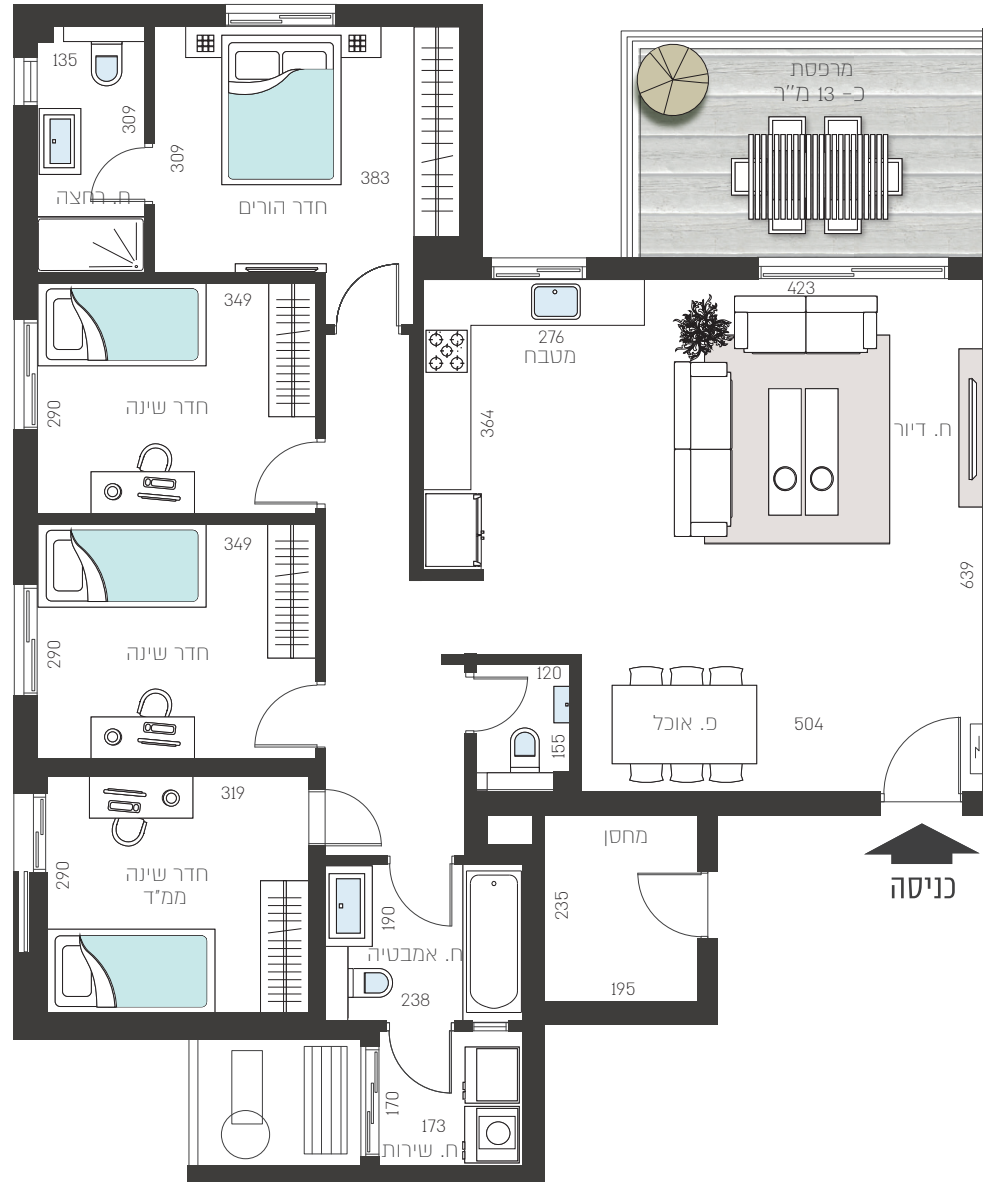 135
309
ח. רחצה
309
383
חדר הורים
מרפסת
כ- 13 מ''ר
349
290
חדר שינה
276
מטבח
364
423
ח. דיור
639
349
290
חדר שינה
120
155
פ. אוכל
504
319
290
חדר שינה
ממ"ד
190
ח. אמבטיה
238
מחסן
235
195
כניסה
170
173
ח. שירות